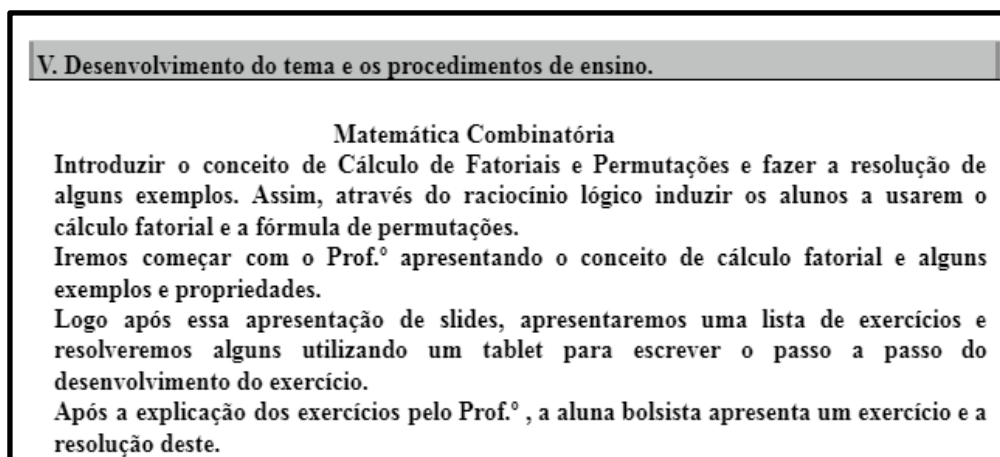 V. Desenvolvimento do tema e os procedimentos de ensino.
Matemática Combinatória
Introduzir o conceito de Cálculo de Fatoriais e Permutações e fazer a resolução de
alguns exemplos. Assim, através do raciocínio lógico induzir os alunos a usarem o
cálculo fatorial e a fórmula de permutações.
Iremos começar com o Prof.º apresentando o conceito de cálculo fatorial e alguns
exemplos e propriedades.
Logo após essa apresentação de slides, apresentaremos uma lista de exercícios e
resolveremos alguns utilizando um tablet para escrever o passo a passo do
desenvolvimento do exercício.
Após a explicação dos exercícios pelo Prof.º , a aluna bolsista apresenta um exercício e a
resolução deste.